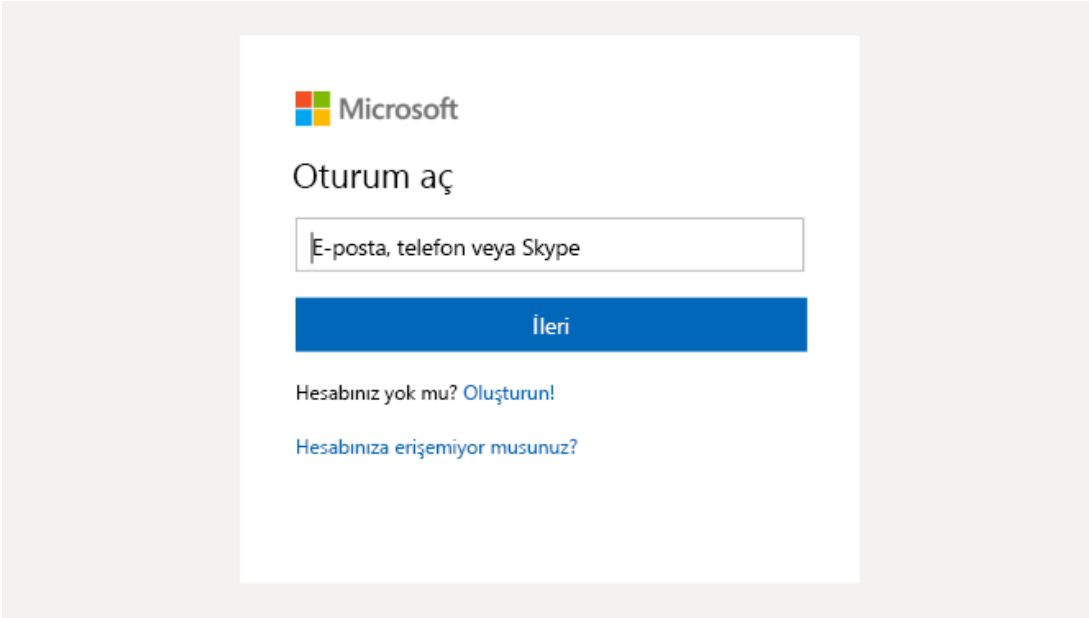 Microsoft
Oturum aç
E-posta, telefon veya Skype
İleri
Hesabınız yok mu? Oluşturun!
Hesabınıza erişemiyor musunuz?